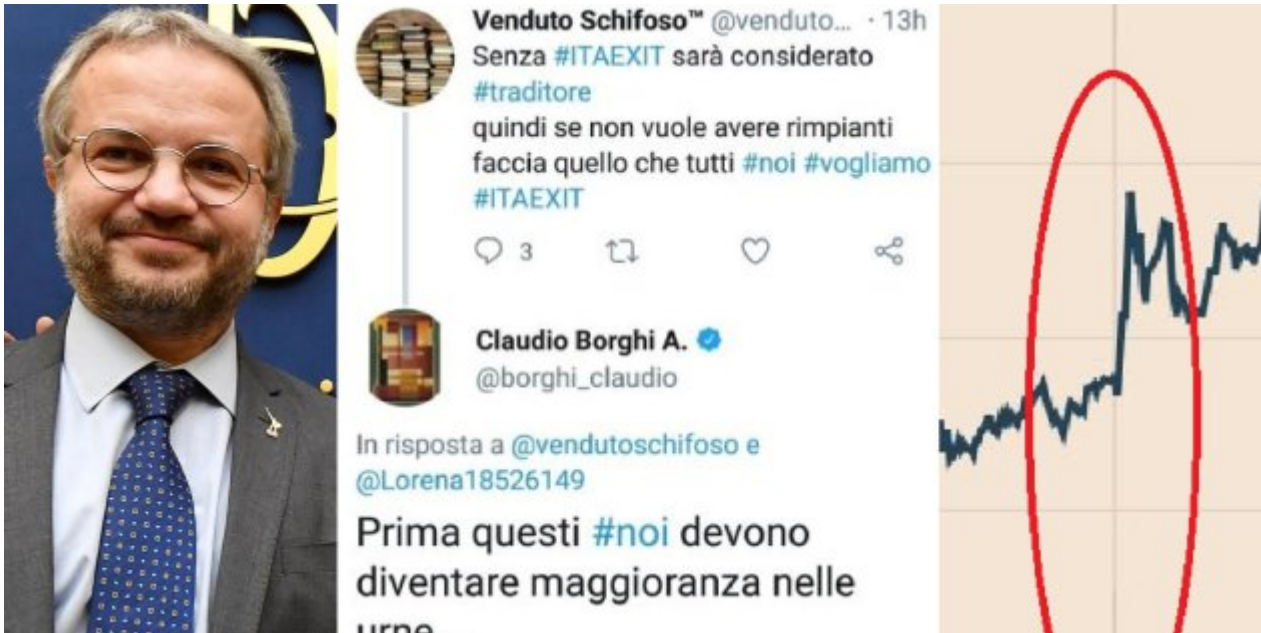 Venduto Schifoso™ @venduto... · 13h
Senza #ITAEXIT sarà considerato
#traditore
quindi se non vuole avere rimpianti
faccia quello che tutti #noi #vogliamo
#ITAEXIT
3
Claudio Borghi A.
@borghi_claudio
In risposta a @vendutoschifoso e
@Lorena18526149
Prima questi #noi devono
diventare maggioranza nelle
urne